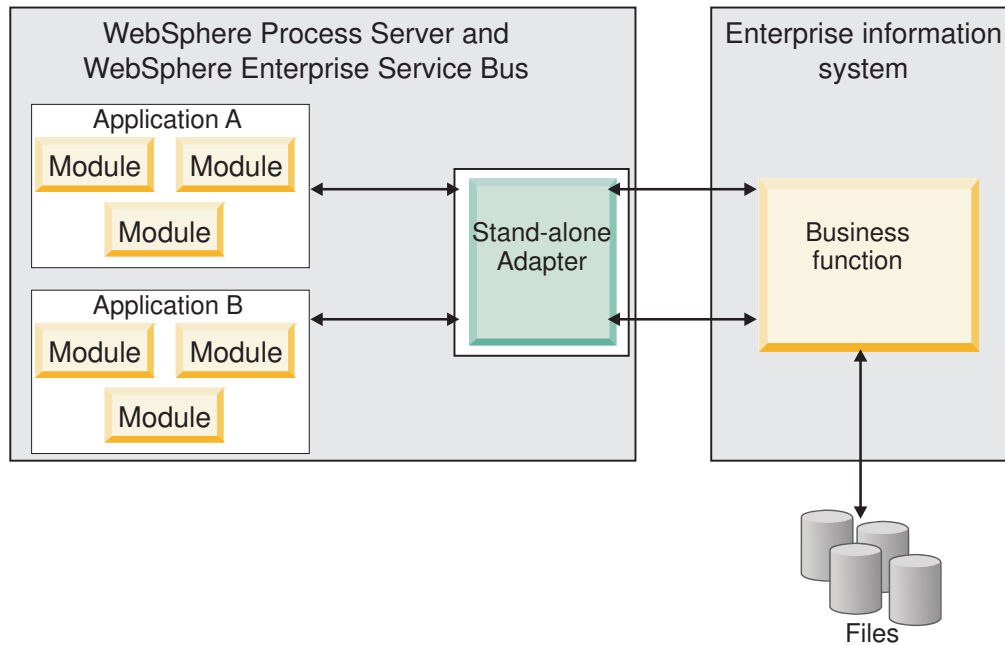 WebSphere Process Server and
WebSphere Enterprise Service Bus
Application A
Module
Module
Module
Application B
Module
Module
Module
Stand-alone
Adapter
Enterprise information
system
Business
function
Files